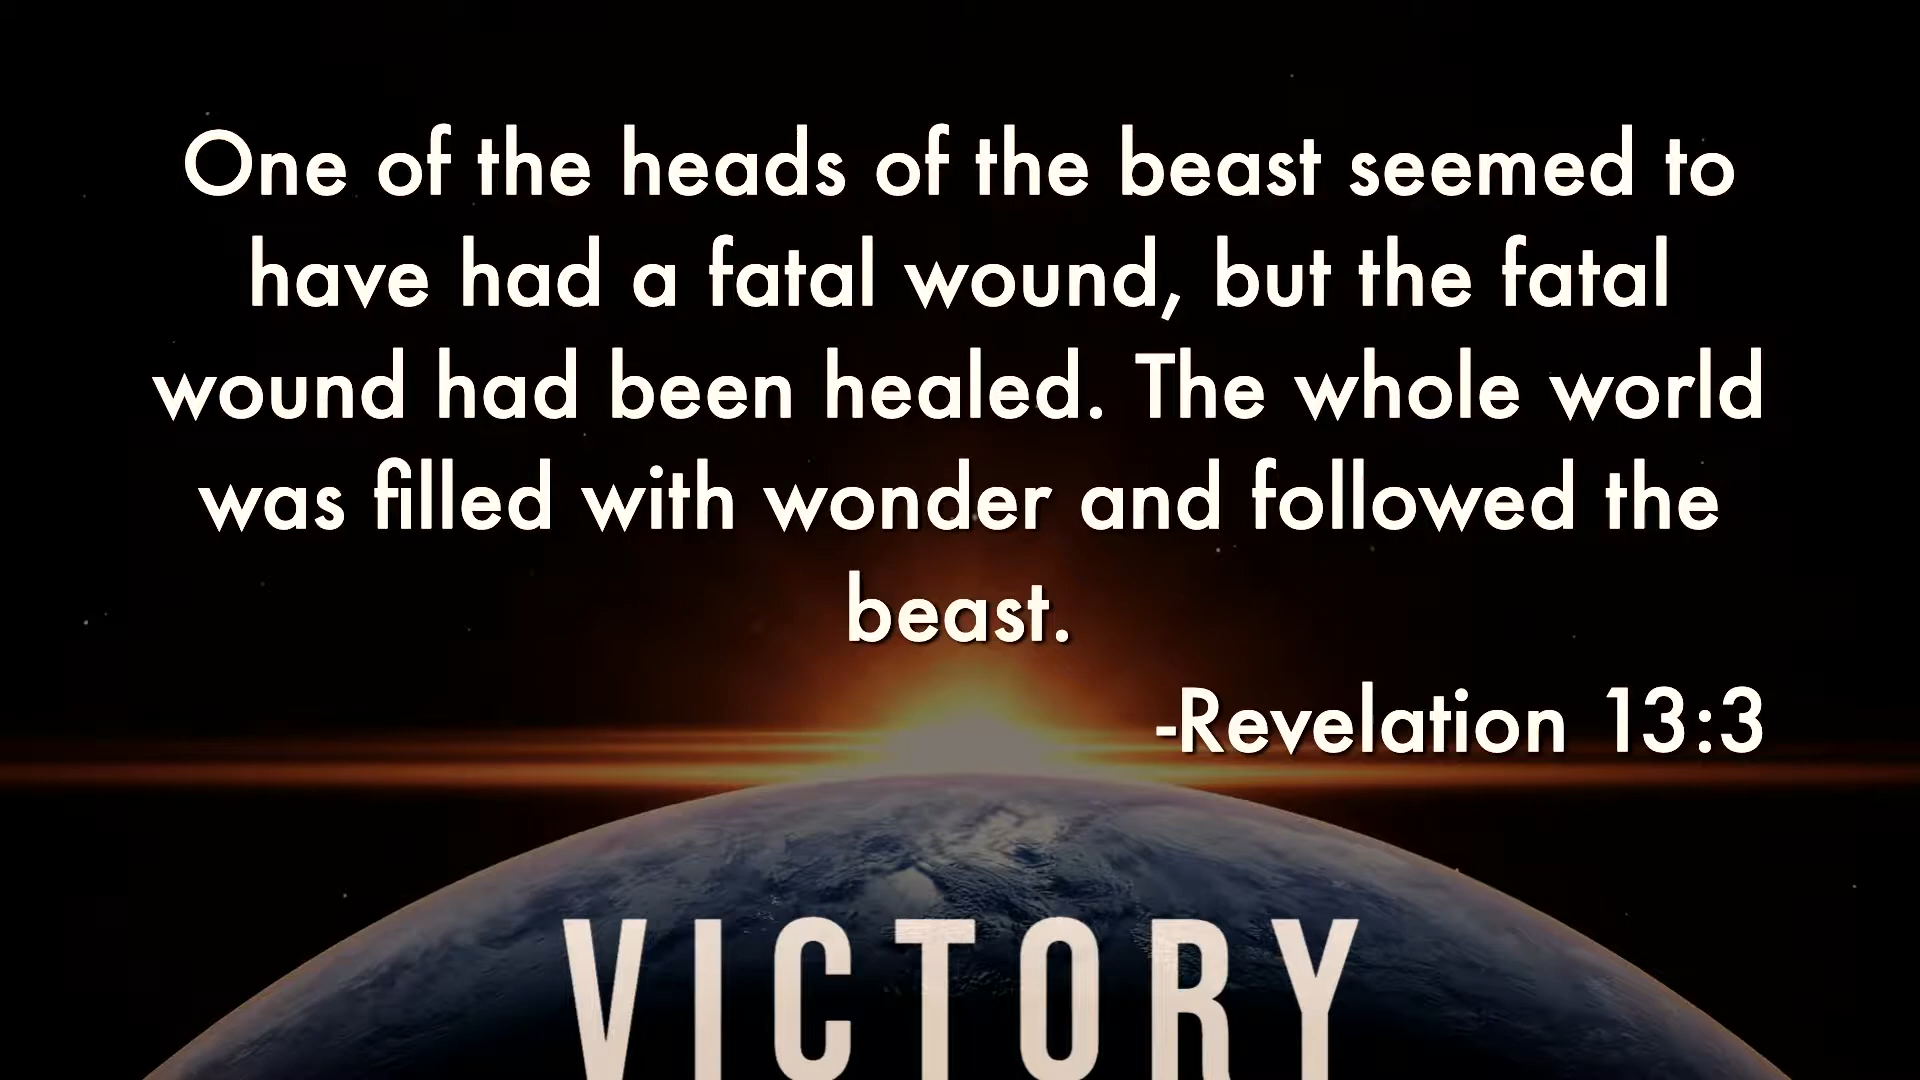 One of the heads of the beast seemed to
have had a fatal wound, but the fatal
wound had been healed. The whole world
was filled with wonder and followed the
beast.
-Revelation 13:3
VICTORY